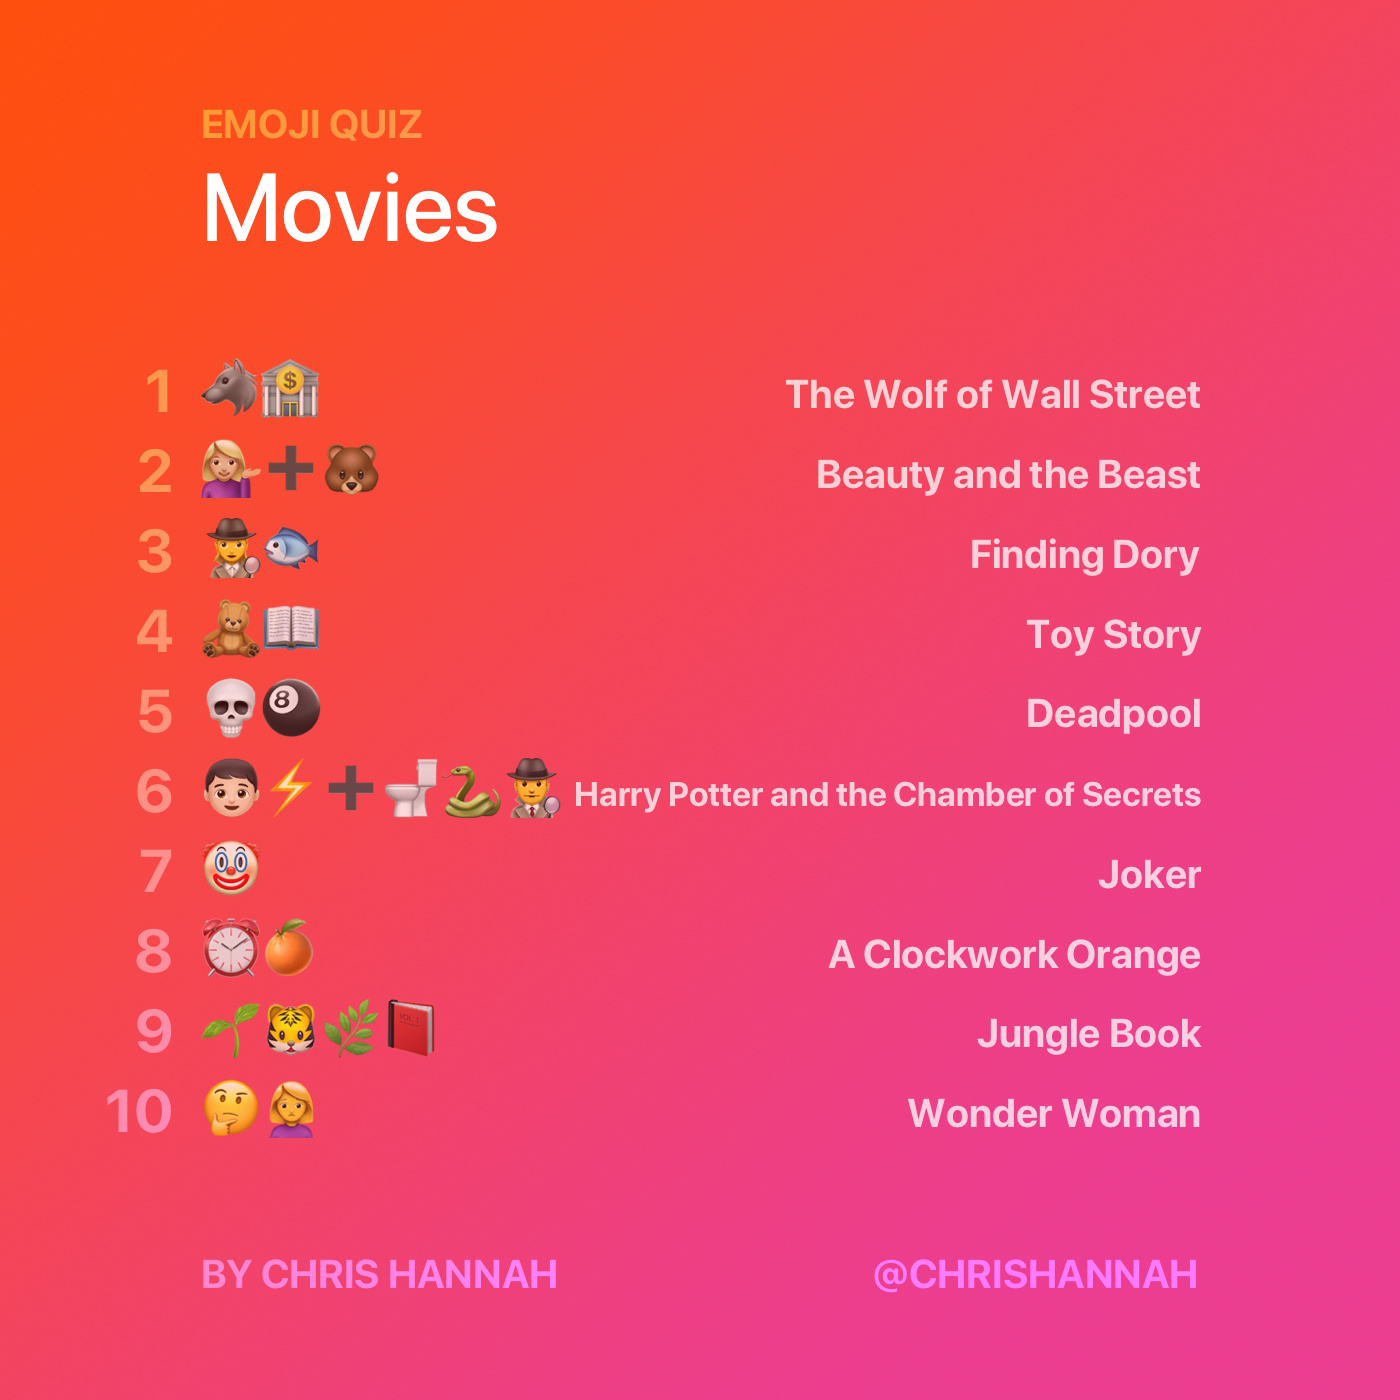 EMOJI QUIZ
Movies
1 🐺🏦 The Wolf of Wall Street
2 💁🏼‍♀️➕🐻 Beauty and the Beast
3 🕵️‍♀️🐟 Finding Dory
4 🧸📖 Toy Story
5 💀🎱 Deadpool
6 👦🏻⚡️➕🚽🐍🕵️‍♂️ Harry Potter and the Chamber of Secrets
7 🤡 Joker
8 ⏰🍊 A Clockwork Orange
9 🌱🐯🌿📕 Jungle Book
10 🤔🙍‍♀️ Wonder Woman
BY CHRIS HANNAH @CHRISHANNAH